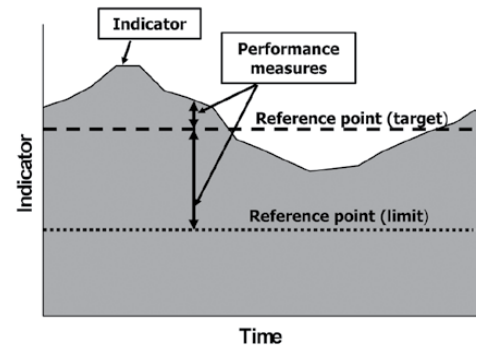 Indicator
Performance
measures
Reference point (target)
Indicator
Reference point (limit)
Time